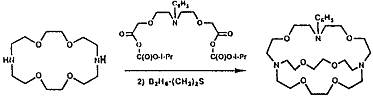 C₆H₅
O N O
O O
O O
C(O)O-i-Pr C(O)O-i-Pr
2) B₂H₆·(CH₃)₂S
O O
NH HN
O O
C₆H₅
O N O
N O O N
O O